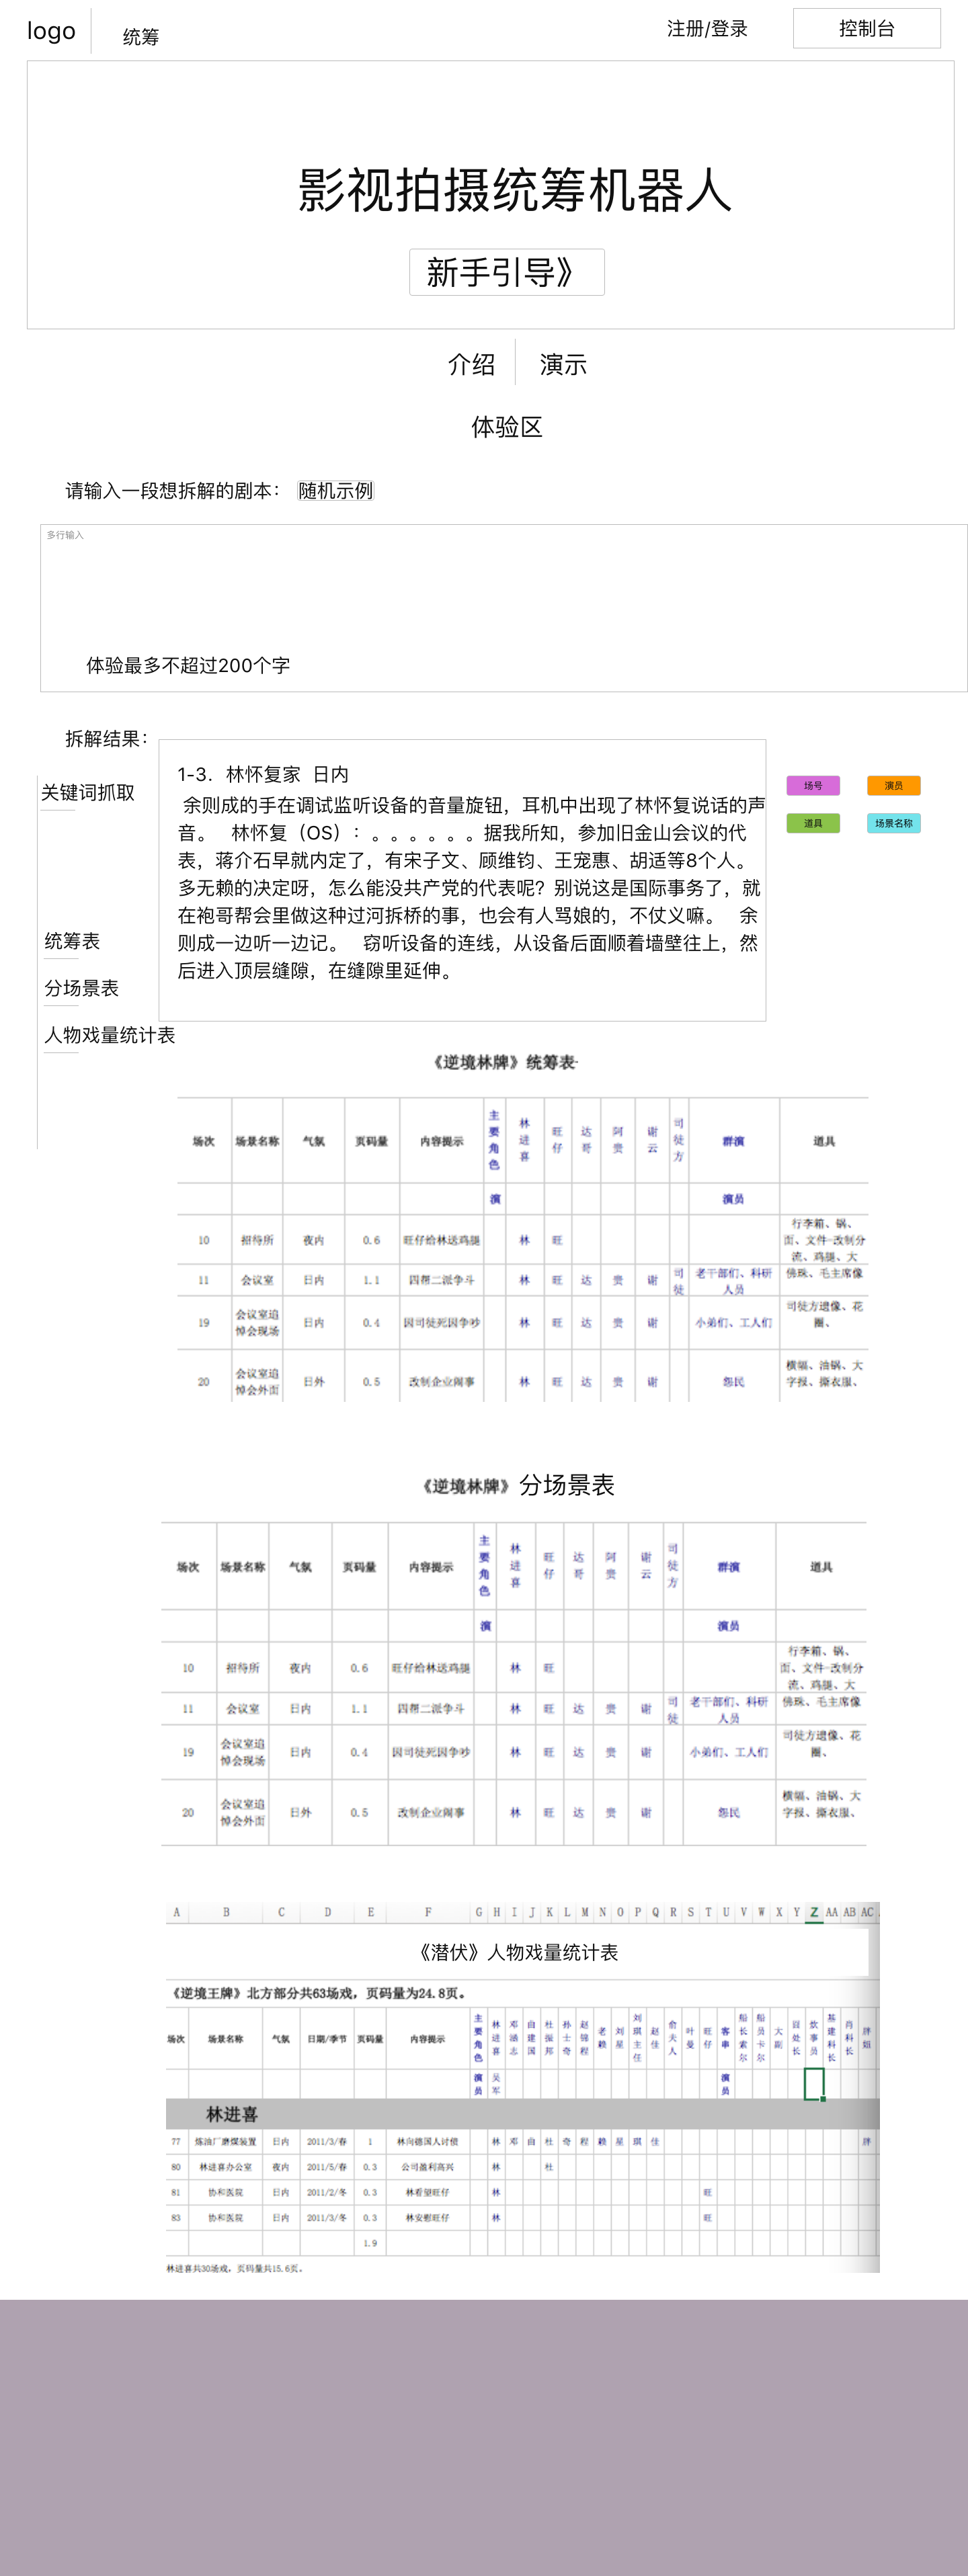 logo
统筹
注册/登录
控制台
影视拍摄统筹机器人
新手引导》
介绍
演示
体验区
请输入一段想拆解的剧本：
随机示例
多行输入
体验最多不超过200个字
拆解结果：
关键词抓取
统筹表
分场景表
人物戏量统计表
1-3. 林怀复家 日内
余则成的手在调试监听设备的音量旋钮，耳机中出现了林怀复说话的声
音。 林怀复（OS）：。。。。。。据我所知，参加旧金山会议的代
表，蒋介石早就内定了，有宋子文、顾维钧、王宠惠、胡适等8个人。
多无赖的决定呀，怎么能没共产党的代表呢？别说这是国际事务了，就
在袍哥帮会里做这种过河拆桥的事，也会有人骂娘的，不仗义嘛。 余
则成一边听一边记。 窃听设备的连线，从设备后面顺着墙壁往上，然
后进入顶层缝隙，在缝隙里延伸。
场号
演员
道具
场景名称
《逆境林牌》统筹表
场次 场景名称 气氛 页码量 内容提示 主要角色 林进喜 旺仔 达哥 阿贵 谢云 司徒方 群演 道具
演 演员
10 招待所 夜内 0.6 旺仔给林送鸡腿 林 旺 行李箱、锅、面、文件-改制分流、鸡腿、大
11 会议室 日内 1.1 四帮二派争斗 林 旺 达 贵 谢 司徒 老干部们、科研人员 佛珠、毛主席像
19 会议室追悼会现场 日内 0.4 因司徒死因争吵 林 旺 达 贵 谢 小弟们、工人们 司徒方遗像、花圈、
20 会议室追悼会外面 日外 0.5 改制企业闹事 林 旺 达 贵 谢 怨民 横幅、油锅、大字报、撕衣服、
《逆境林牌》分场景表
场次 场景名称 气氛 页码量 内容提示 主要角色 林进喜 旺仔 达哥 阿贵 谢云 司徒方 群演 道具
演 演员
10 招待所 夜内 0.6 旺仔给林送鸡腿 林 旺 行李箱、锅、面、文件-改制分流、鸡腿、大
11 会议室 日内 1.1 四帮二派争斗 林 旺 达 贵 谢 司徒 老干部们、科研人员 佛珠、毛主席像
19 会议室追悼会现场 日内 0.4 因司徒死因争吵 林 旺 达 贵 谢 小弟们、工人们 司徒方遗像、花圈、
20 会议室追悼会外面 日外 0.5 改制企业闹事 林 旺 达 贵 谢 怨民 横幅、油锅、大字报、撕衣服、
A B C D E F G H I J K L M N O P Q R S T U V W X Y Z AA AB AC
《潜伏》人物戏量统计表
《逆境王牌》北方部分共63场戏，页码量为24.8页。
场次 场景名称 气氛 日期/季节 页码量 内容提示 主要角色 林进喜 邓涵志 由建国 杜振邦 孙士奇 赵锦程 老赖 刘星 刘琪主任 赵佳 俞夫人 叶曼 旺仔 客串 船长索尔 船员卡尔 大副 炊事员 基建科长 肖科长 胖姐
演员 吴军 演员
林进喜
77 炼油厂磨煤装置 日内 2011/3/春 1 林向德国人讨债 林 邓 由 杜 奇 程 赖 星 琪 佳 胖
80 林进喜办公室 夜内 2011/5/春 0.3 公司盈利高兴 林 杜
81 协和医院 日内 2011/2/冬 0.3 林看望旺仔 林 旺
83 协和医院 日内 2011/3/冬 0.3 林安慰旺仔 林 旺
1.9
林进喜共30场戏，页码量共15.6页。